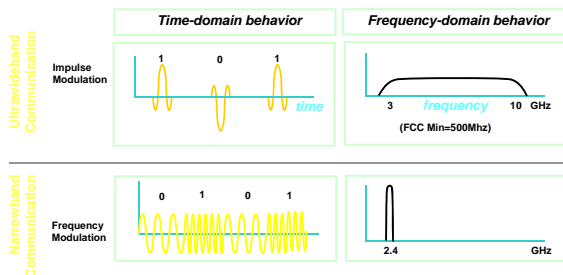 Time-domain behavior
Frequency-domain behavior
Ultrawideband
Communication
Impulse
Modulation
1 0 1
time
3 frequency 10 GHz
(FCC Min=500Mhz)
Narrowband
Communication
Frequency
Modulation
0 1 0 1
2.4
GHz